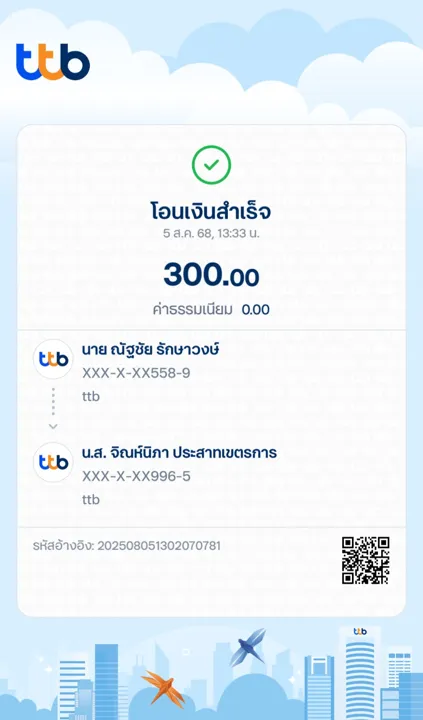 ttb
โอนเงินสำเร็จ
5 ส.ค. 68, 13:33 น.
300.00
ค่าธรรมเนียม 0.00
ttb นาย ณัฐชัย รักษาวงษ์
XXX-X-XX558-9
ttb
ttb น.ส. จิณห์นิภา ประสาทเขตรการ
XXX-X-XX996-5
ttb
รหัสอ้างอิง: 202508051302070781
ttb